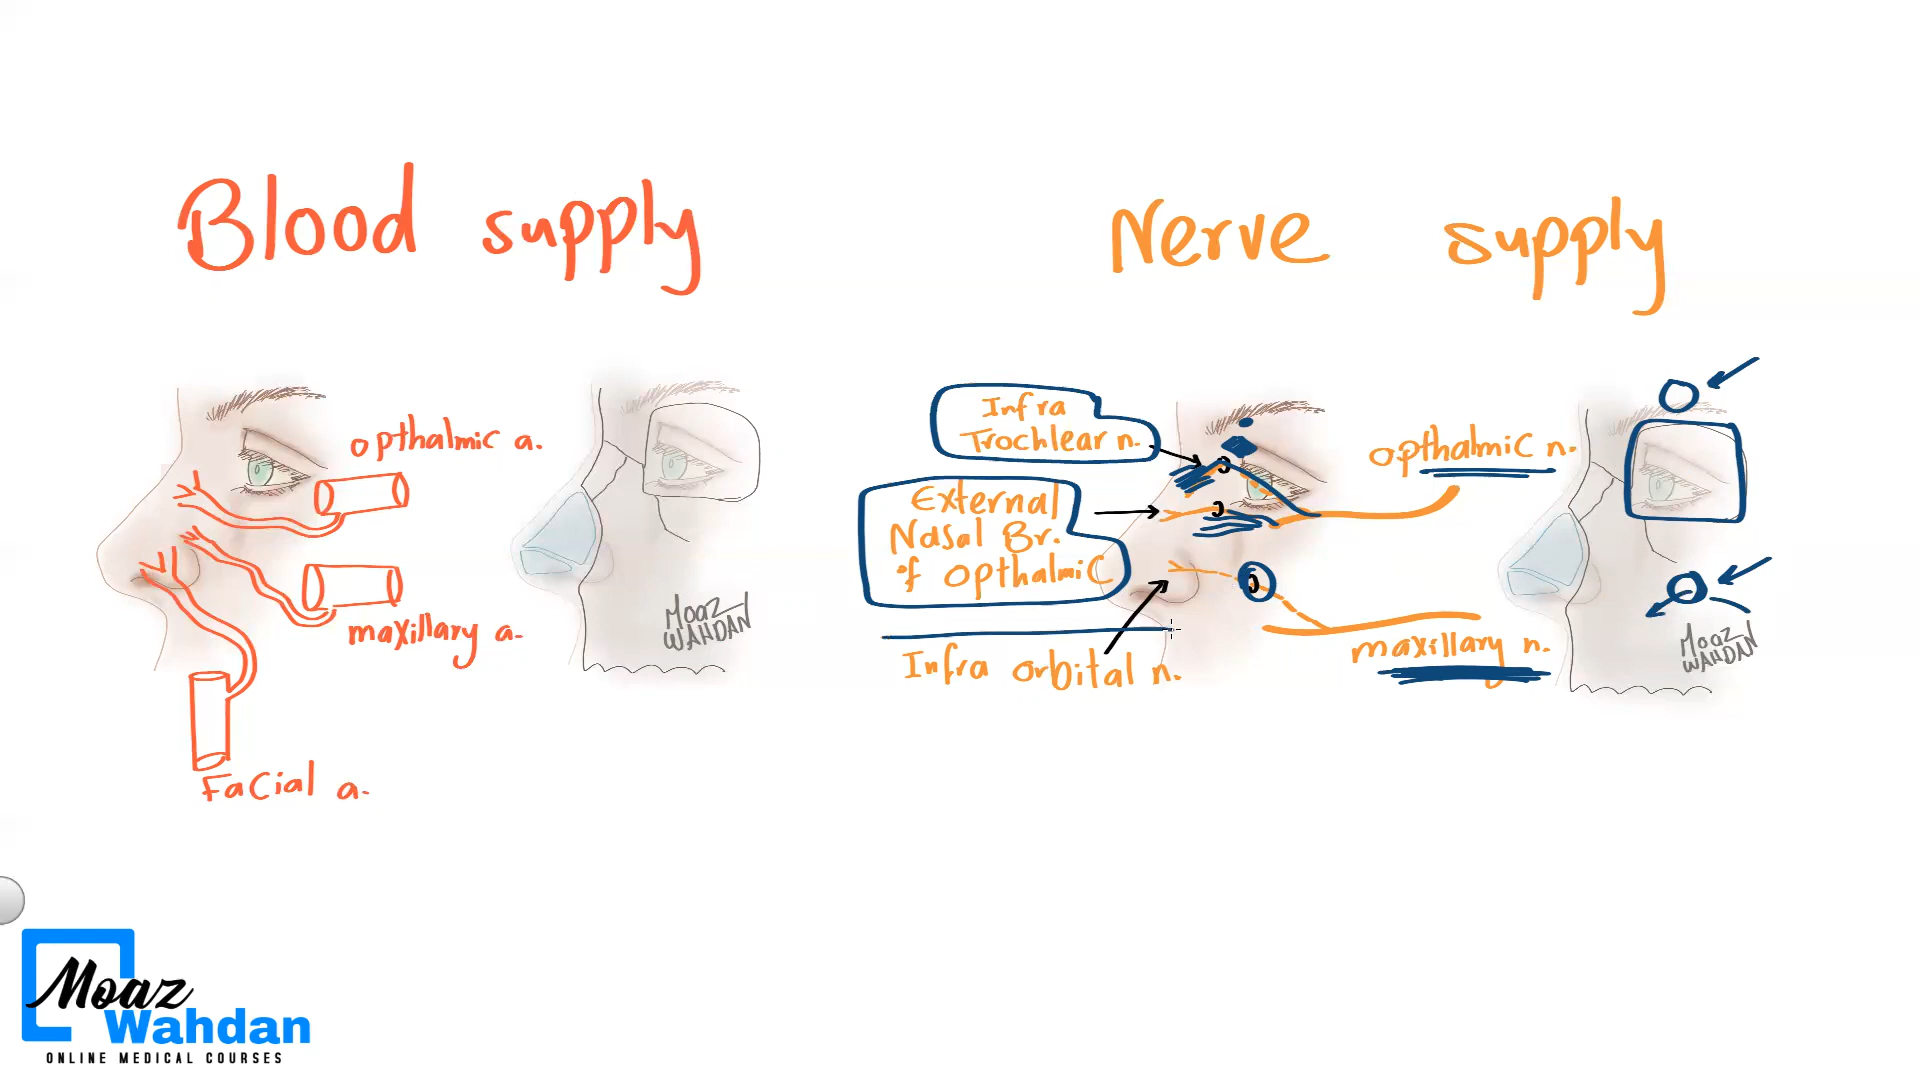 Blood supply
opthalmic a.
maxillary a.
Facial a.
Moaz
WAHDAN
Nerve supply
Infra
Trochlear n.
External
Nasal Br.
of opthalmic
Infra orbital n.
opthalmic n.
maxillary n.
Moaz
WAHDAN
Moaz
Wahdan
ONLINE MEDICAL COURSES